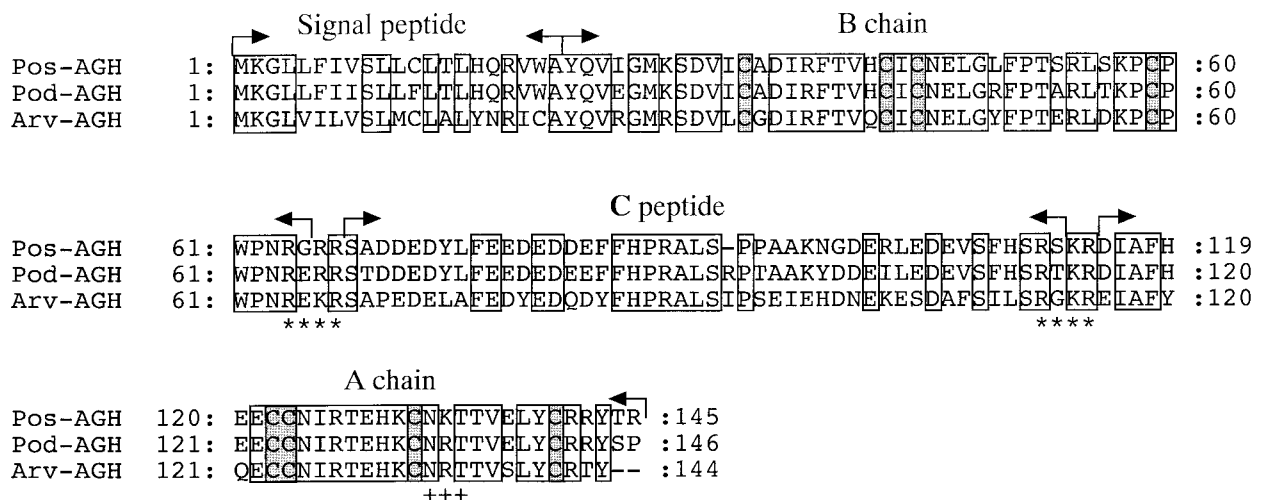 Signal peptide B chain
Pos-AGH 1: MKGLLFIVSLLCLTLHQRVWAYQVIGMKSDVICADIRFTVHCICNELGLFPTSRLSKPCP :60
Pod-AGH 1: MKGLLFIISLLFLTLHQRVWAYQVEGMKSDVICADIRFTVHCICNELGRFPTARLTKPCP :60
Arv-AGH 1: MKGLVILVSLMCLALYNRICAYQVRGMRSDVLCGDIRFTVQCICNELGYFPTERLDKPCP :60
C peptide
Pos-AGH 61: WPNRGRRSADDEDYLFEEDEDDEFFHPRALS-PPAAKNGDERLEDEVSFHSRSKRDIAFH :119
Pod-AGH 61: WPNRERRSTDDEDYLFEEDEDEEFFHPRALSRPTAAKYDDEILEDEVSFHSRTKRDIAFH :120
Arv-AGH 61: WPNREKRSAPEDELAFEDYEDQDYFHPRALSIPSEIEHDNEKESDAFSILSRGKREIAFY :120
**** ****
A chain
Pos-AGH 120: EECCNIRTEHKCNKTTVELYCRRYTR :145
Pod-AGH 121: EECCNIRTEHKCNRTTVELYCRRYSP :146
Arv-AGH 121: QECCNIRTEHKCNRTTVSLYCRTY-- :144
+++